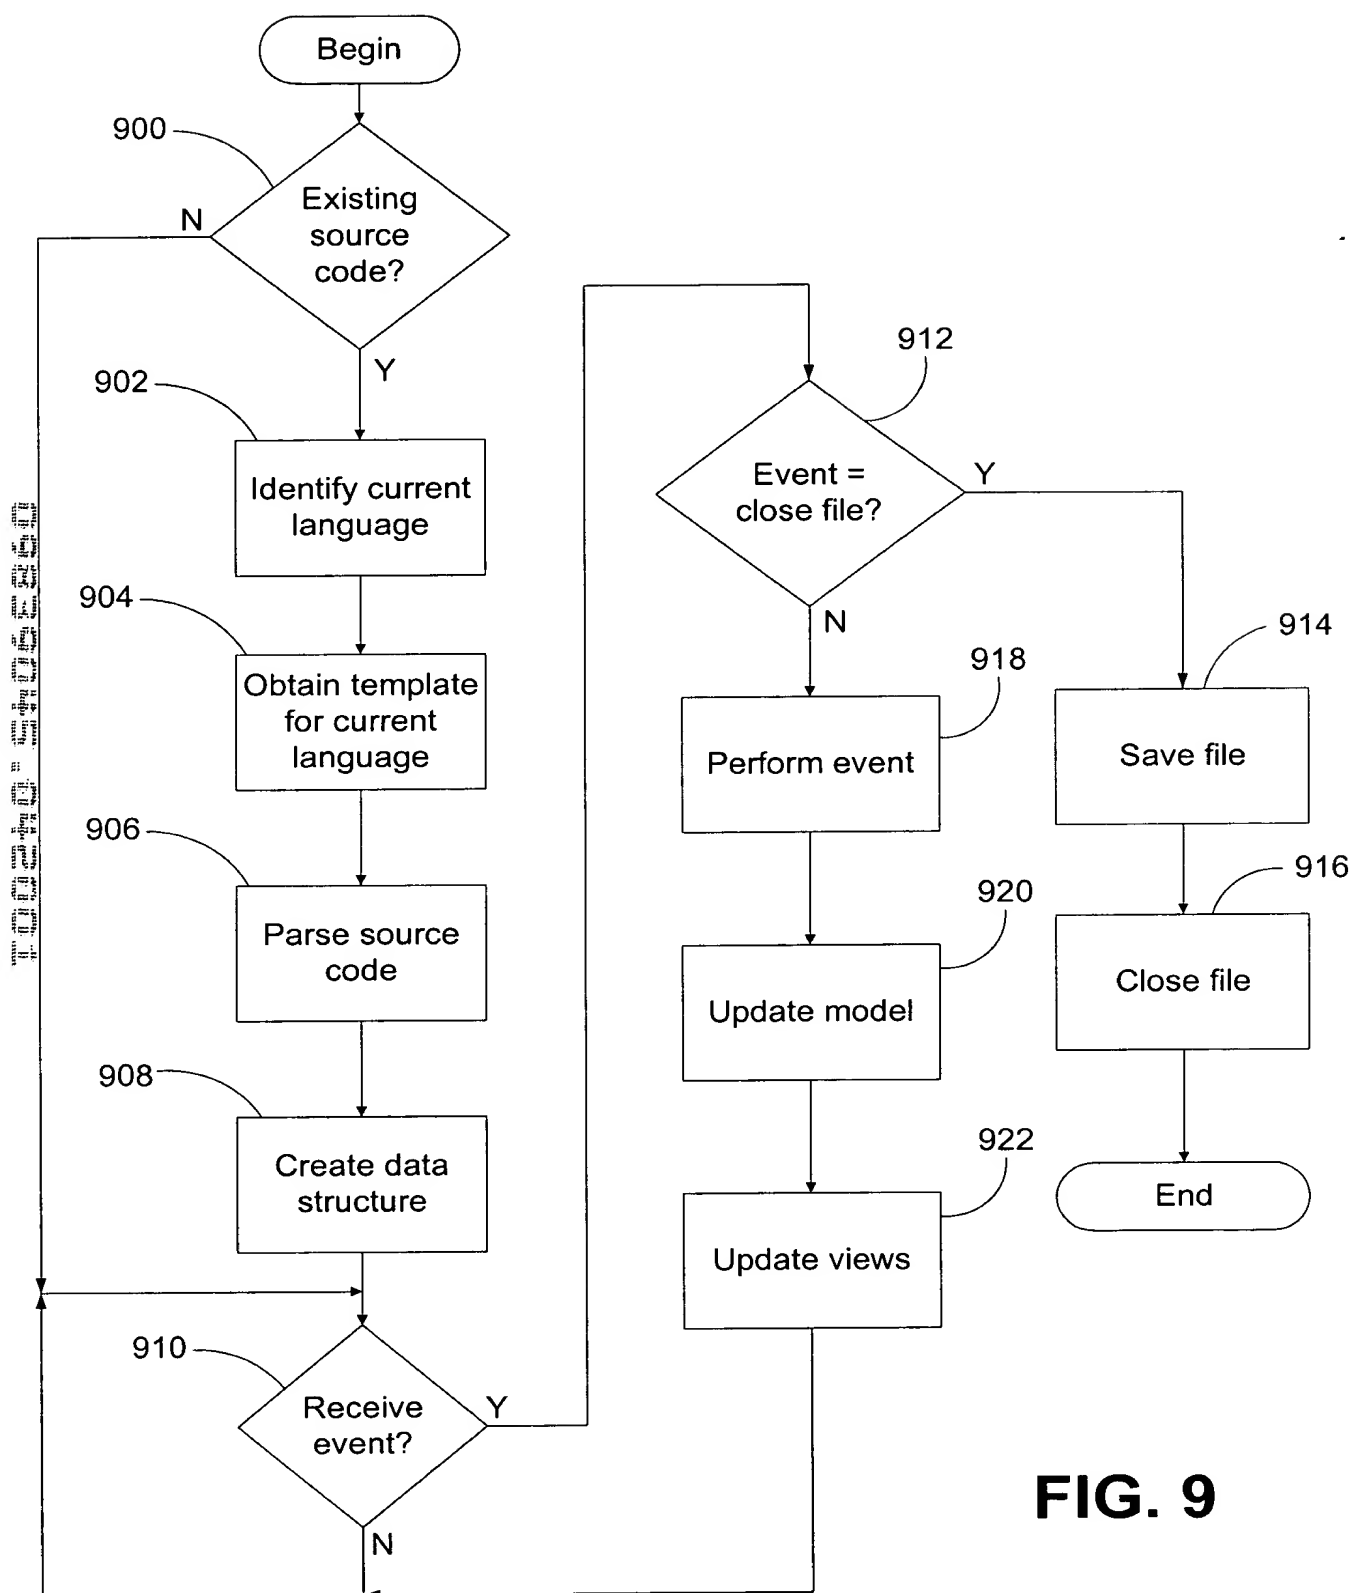 Begin
900
Existing
source
code?
N
Y
902
Identify current
language
904
Obtain template
for current
language
906
Parse source
code
908
Create data
structure
910
Receive
event?
Y
N
912
Event =
close file?
Y
N
914
Save file
916
Close file
End
918
Perform event
920
Update model
922
Update views
FIG. 9
09839045.042001